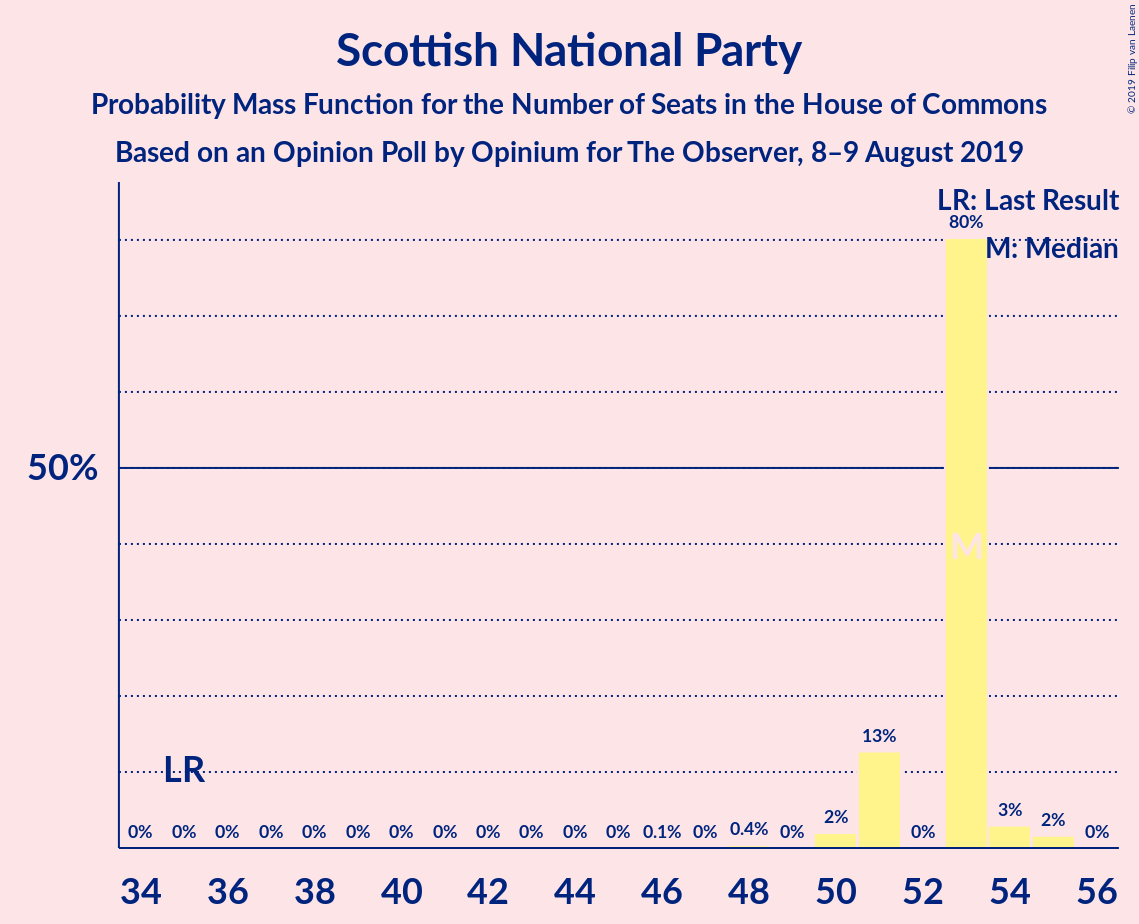 Scottish National Party
Probability Mass Function for the Number of Seats in the House of Commons
Based on an Opinion Poll by Opinium for The Observer, 8–9 August 2019
© 2019 Filip van Laenen
LR: Last Result
80%
M: Median
50%
M
13%
LR
0% 0% 0% 0% 0% 0% 0% 0% 0% 0% 0% 0% 0.1% 0% 0.4% 0% 2% 0% 3% 2% 0%
34 36 38 40 42 44 46 48 50 52 54 56